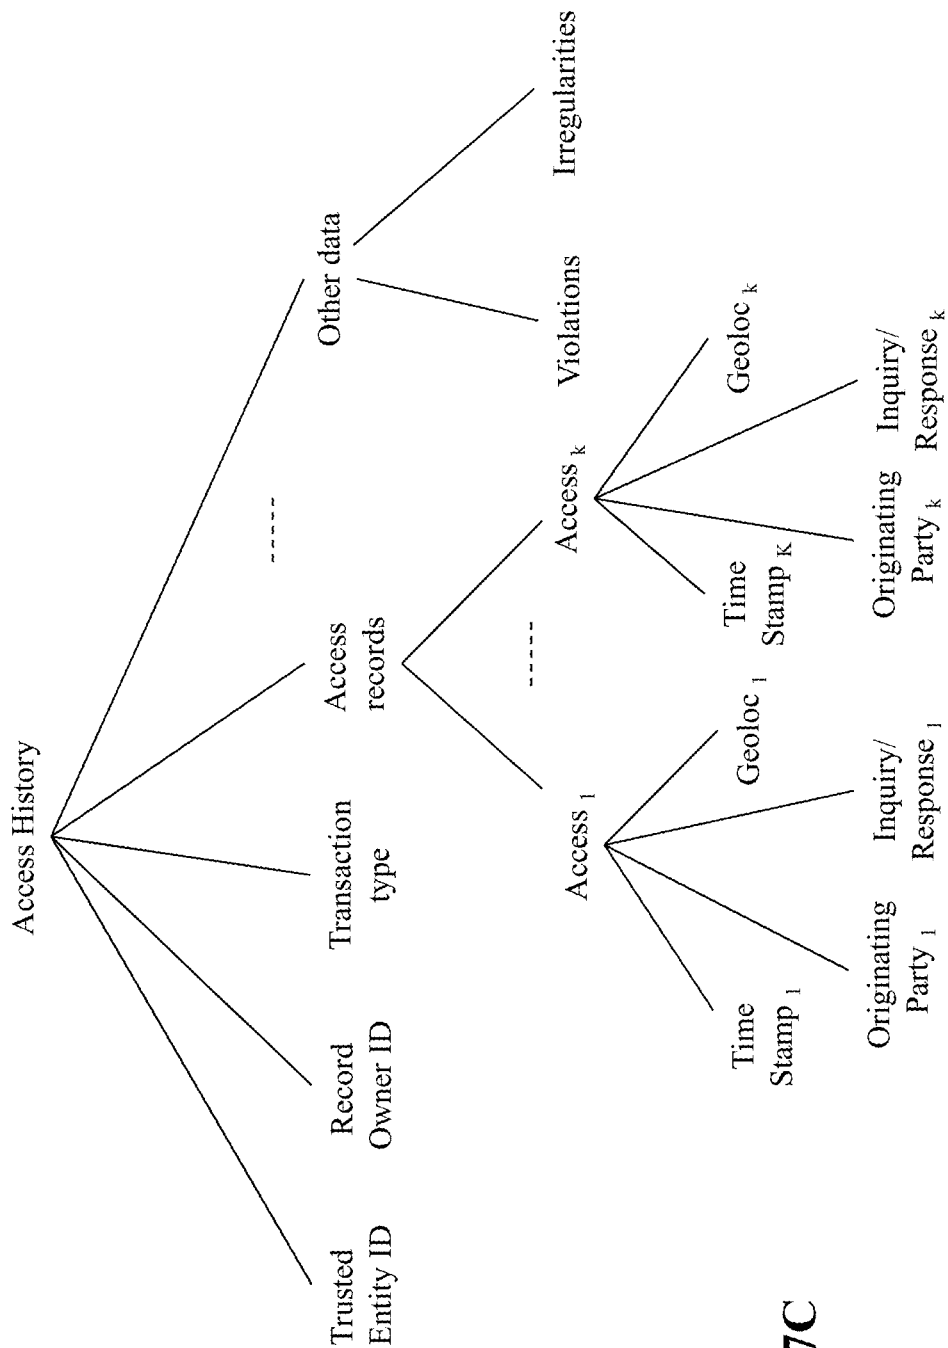 Access History
Trusted
Entity ID
Record
Owner ID
Transaction
type
Access
records
-----
Other data
Access 1
-----
Access k
Violations
Irregularities
Time
Stamp 1
Geoloc 1
Time
Stamp K
Geoloc k
Originating
Party 1
Inquiry/
Response 1
Originating
Party k
Inquiry/
Response k
7C